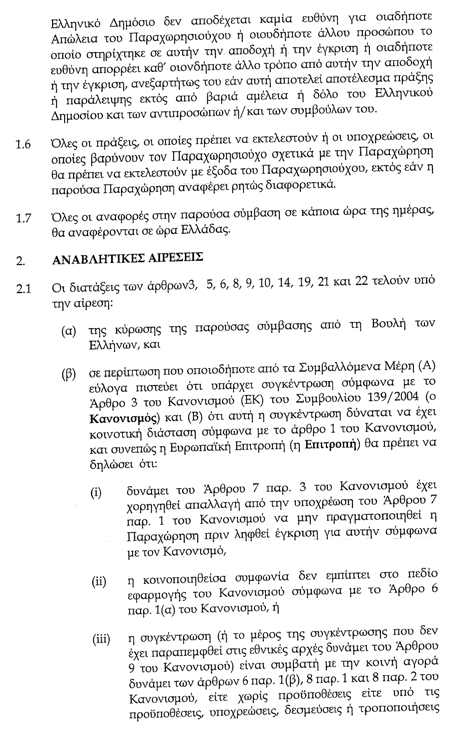 Ελληνικό Δημόσιο δεν αποδέχεται καμία ευθύνη για οιαδήποτε
Απώλεια του Παραχωρησιούχου ή οιουδήποτε άλλου προσώπου το
οποίο στηρίχτηκε σε αυτήν την αποδοχή ή την έγκριση ή οιαδήποτε
ευθύνη απορρέει καθ' οιονδήποτε άλλο τρόπο από αυτήν την αποδοχή
ή την έγκριση, ανεξαρτήτως του εάν αυτή αποτελεί αποτέλεσμα πράξης
ή παράλειψης εκτός από βαριά αμέλεια ή δόλο του Ελληνικού
Δημοσίου και των αντιπροσώπων ή/και των συμβούλων του.
1.6 Όλες οι πράξεις, οι οποίες πρέπει να εκτελεστούν ή οι υποχρεώσεις, οι
οποίες βαρύνουν τον Παραχωρησιούχο σχετικά με την Παραχώρηση
θα πρέπει να εκτελεστούν με έξοδα του Παραχωρησιούχου, εκτός εάν η
παρούσα Παραχώρηση αναφέρει ρητώς διαφορετικά.
1.7 Όλες οι αναφορές στην παρούσα σύμβαση σε κάποια ώρα της ημέρας,
θα αναφέρονται σε ώρα Ελλάδας.
2. ΑΝΑΒΛΗΤΙΚΕΣ ΑΙΡΕΣΕΙΣ
2.1 Οι διατάξεις των άρθρων3, 5, 6, 8, 9, 10, 14, 19, 21 και 22 τελούν υπό
την αίρεση:
(α) της κύρωσης της παρούσας σύμβασης από τη Βουλή των
Ελλήνων, και
(β) σε περίπτωση που οποιοδήποτε από τα Συμβαλλόμενα Μέρη (Α)
εύλογα πιστεύει ότι υπάρχει συγκέντρωση σύμφωνα με το
Άρθρο 3 του Κανονισμού (ΕΚ) του Συμβουλίου 139/2004 (ο
Κανονισμός) και (Β) ότι αυτή η συγκέντρωση δύναται να έχει
κοινοτική διάσταση σύμφωνα με το άρθρο 1 του Κανονισμού,
και συνεπώς η Ευρωπαϊκή Επιτροπή (η Επιτροπή) θα πρέπει να
δηλώσει ότι:
(i) δυνάμει του Άρθρου 7 παρ. 3 του Κανονισμού έχει
χορηγηθεί απαλλαγή από την υποχρέωση του Άρθρου 7
παρ. 1 του Κανονισμού να μην πραγματοποιηθεί η
Παραχώρηση πριν ληφθεί έγκριση για αυτήν σύμφωνα
με τον Κανονισμό,
(ii) η κοινοποιηθείσα συμφωνία δεν εμπίπτει στο πεδίο
εφαρμογής του Κανονισμού σύμφωνα με το Άρθρο 6
παρ. 1(α) του Κανονισμού, ή
(iii) η συγκέντρωση (ή το μέρος της συγκέντρωσης που δεν
έχει παραπεμφθεί στις εθνικές αρχές δυνάμει του Άρθρου
9 του Κανονισμού) είναι συμβατή με την κοινή αγορά
δυνάμει των άρθρων 6 παρ. 1(β), 8 παρ. 1 και 8 παρ. 2 του
Κανονισμού, είτε χωρίς προϋποθέσεις είτε υπό τις
προϋποθέσεις, υποχρεώσεις, δεσμεύσεις ή τροποποιήσεις